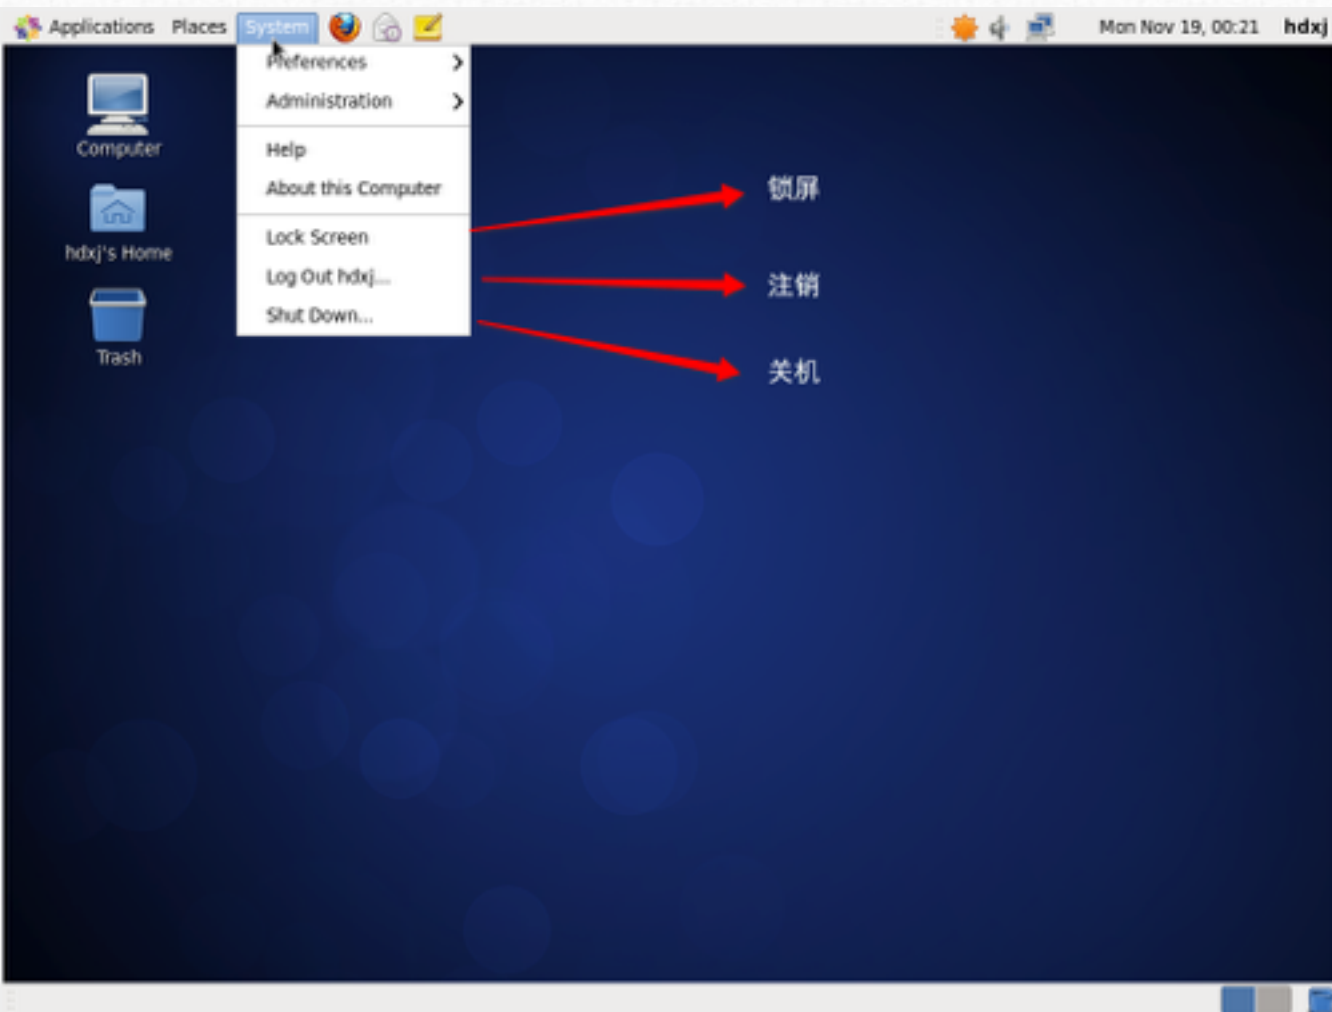 Applications Places System Mon Nov 19, 00:21 hdxj
Preferences
Administration
Help
About this Computer
Lock Screen
Log Out hdxj...
Shut Down...
Computer
hdxj's Home
Trash
锁屏
注销
关机